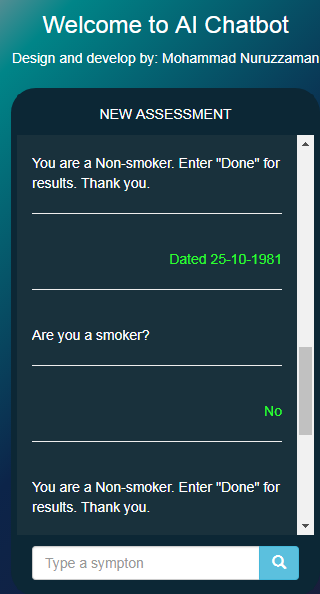 Welcome to AI Chatbot
Design and develop by: Mohammad Nuruzzaman
NEW ASSESSMENT
You are a Non-smoker. Enter "Done" for
results. Thank you.
Dated 25-10-1981
Are you a smoker?
No
You are a Non-smoker. Enter "Done" for
results. Thank you.
Type a sympton